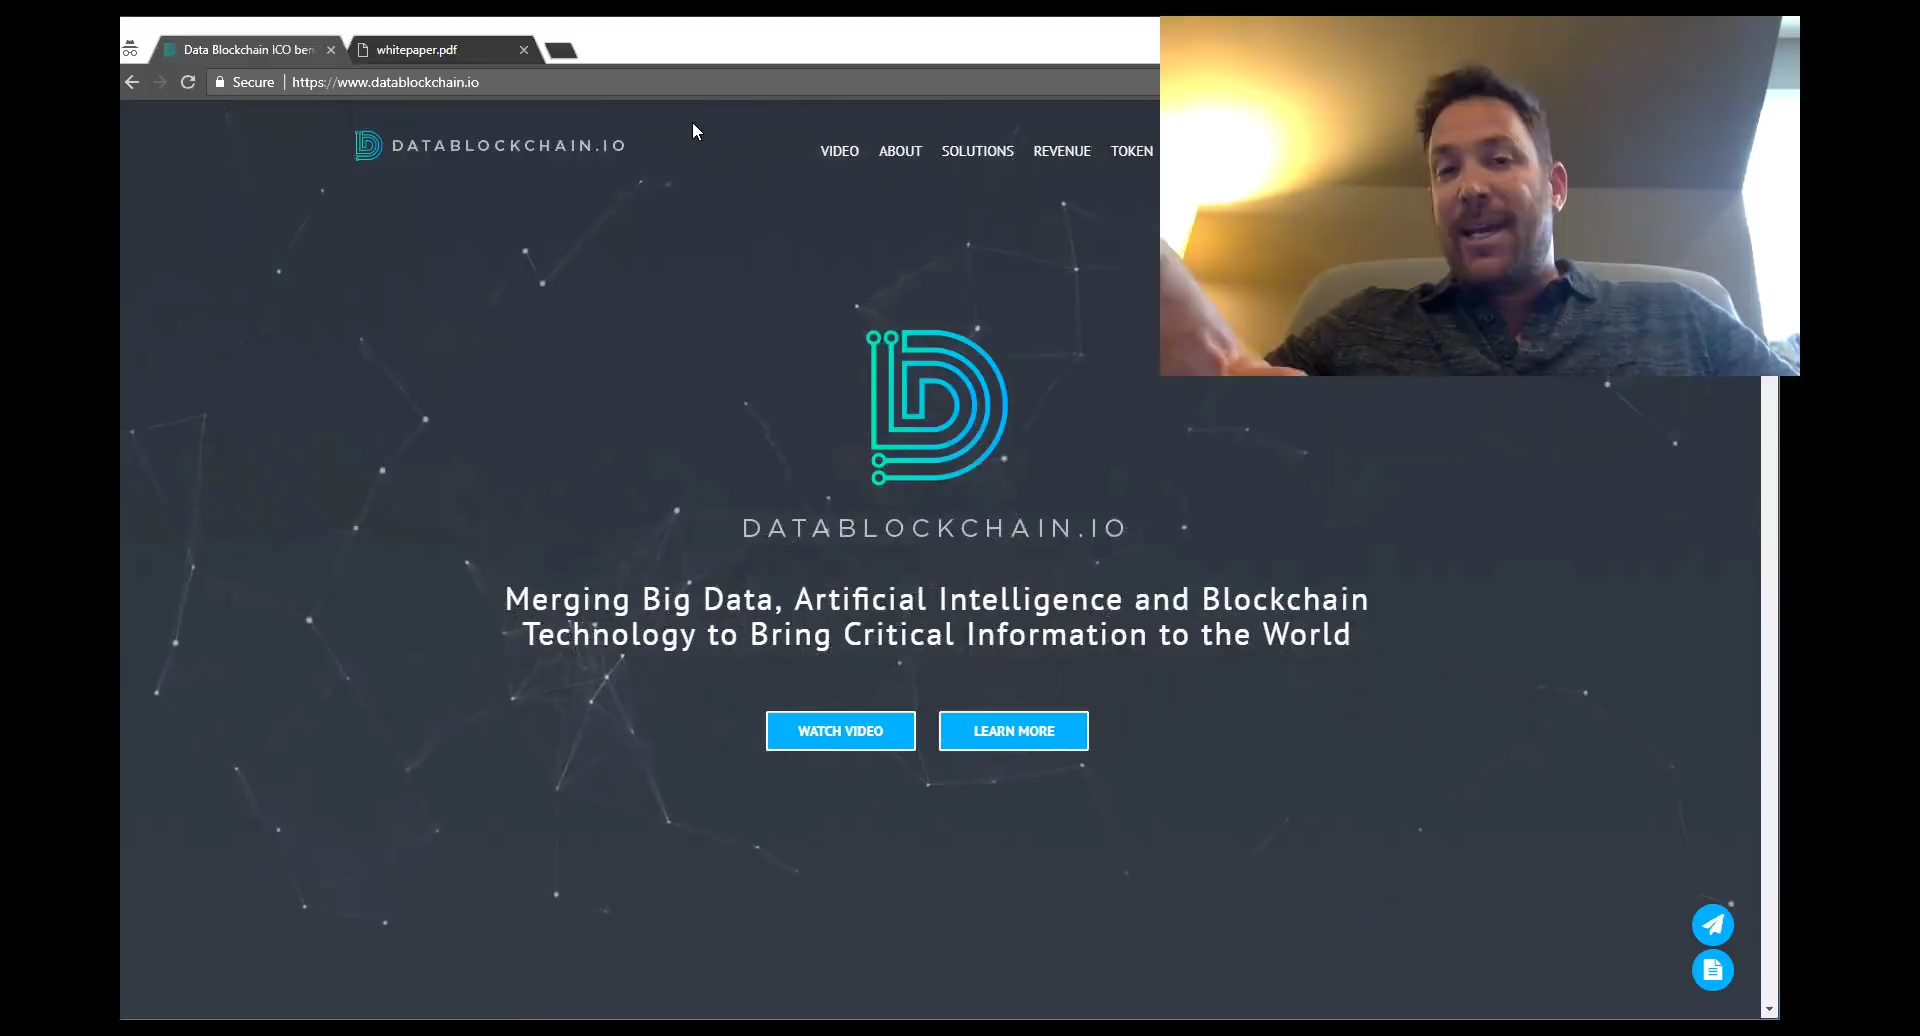 Data Blockchain ICO ben
whitepaper.pdf
Secure
https://www.datablockchain.io
DATABLOCKCHAIN.IO
VIDEO
ABOUT
SOLUTIONS
REVENUE
TOKEN
DATABLOCKCHAIN.IO
Merging Big Data, Artificial Intelligence and Blockchain
Technology to Bring Critical Information to the World
WATCH VIDEO
LEARN MORE